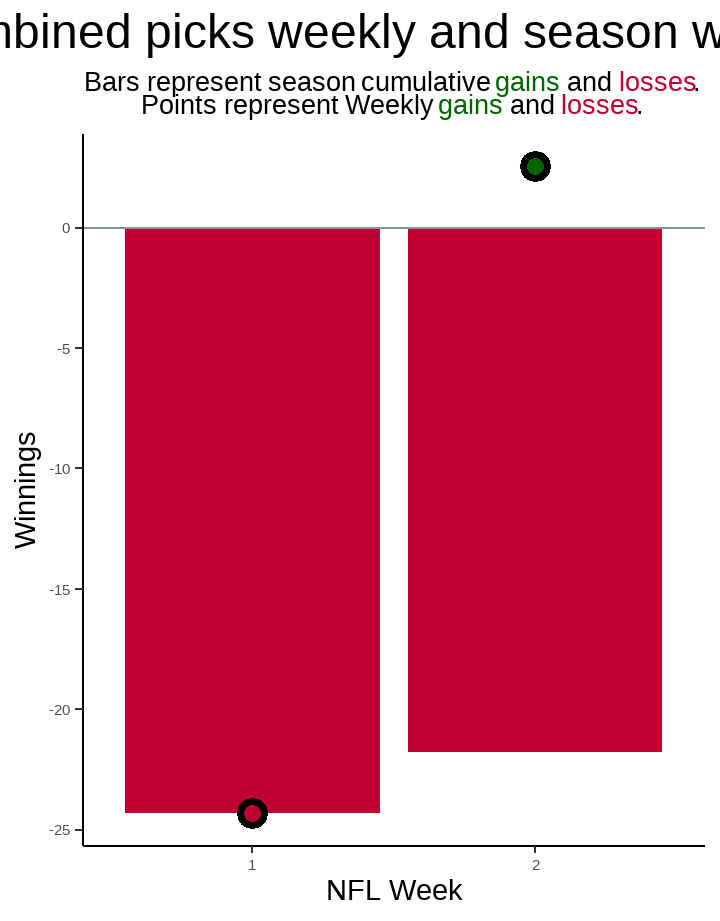 mbined picks weekly and season w
Bars represent season cumulative gains and losses.
Points represent Weekly gains and losses.
0
-5
-10
-15
-20
-25
Winnings
1
2
NFL Week